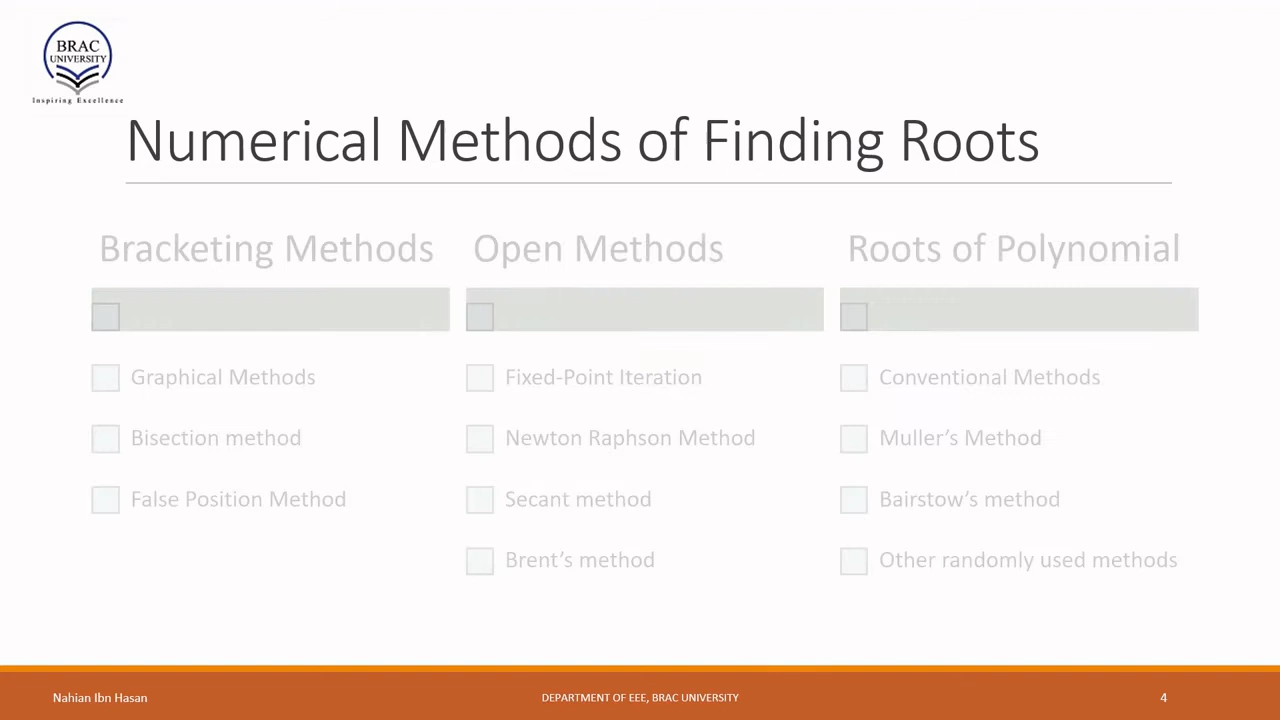 BRAC
UNIVERSITY
Inspiring Excellence
Numerical Methods of Finding Roots
Bracketing Methods
Graphical Methods
Bisection method
False Position Method
Open Methods
Fixed-Point Iteration
Newton Raphson Method
Secant method
Brent’s method
Roots of Polynomial
Conventional Methods
Muller’s Method
Bairstow’s method
Other randomly used methods
Nahian Ibn Hasan
DEPARTMENT OF EEE, BRAC UNIVERSITY
4